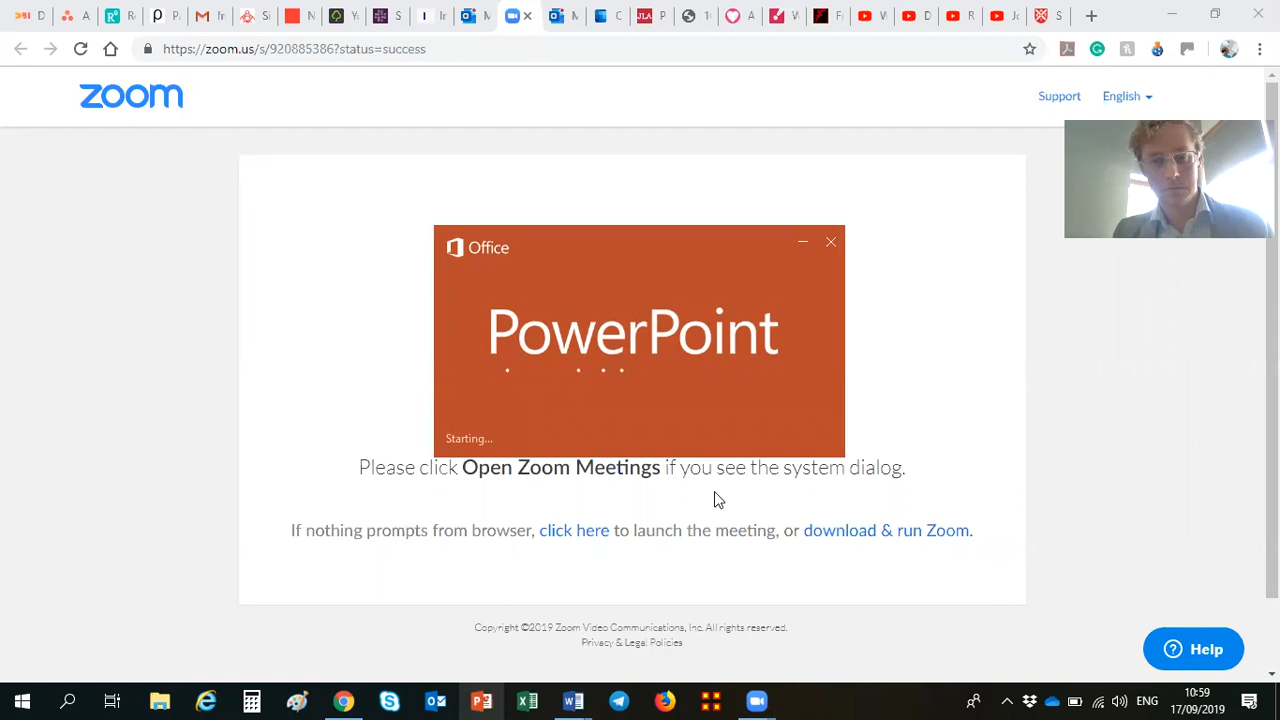 https://zoom.us/s/920885386?status=success
zoom
Support
English
Office
PowerPoint
Starting...
Please click Open Zoom Meetings if you see the system dialog.
If nothing prompts from browser, click here to launch the meeting, or download & run Zoom.
Copyright ©2019 Zoom Video Communications, Inc. All rights reserved.
Privacy & Legal Policies
Help
ENG
10:59
17/09/2019